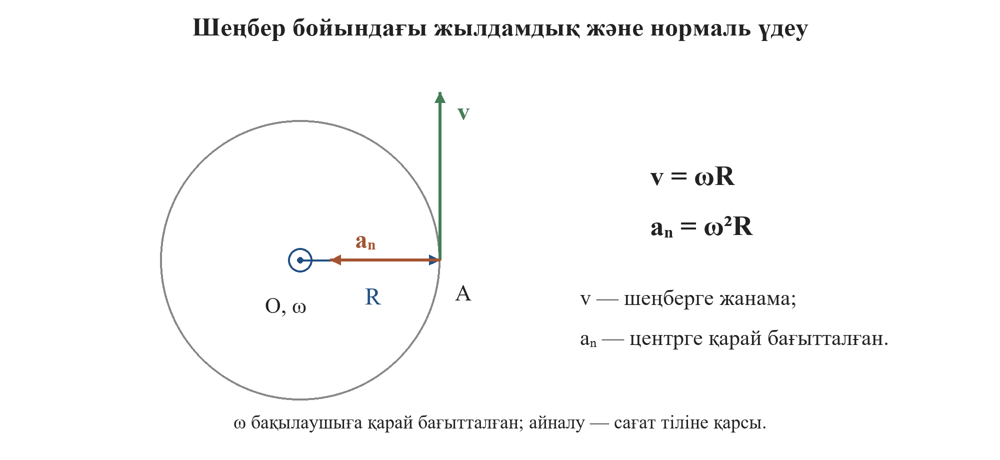 Шеңбер бойындағы жылдамдық және нормаль үдеу
v
v = ωR
aₙ = ω²R
aₙ
R
A
O, ω
v — шеңберге жанама;
aₙ — центрге қарай бағытталған.
ω бақылаушыға қарай бағытталған; айналу — сағат тіліне қарсы.